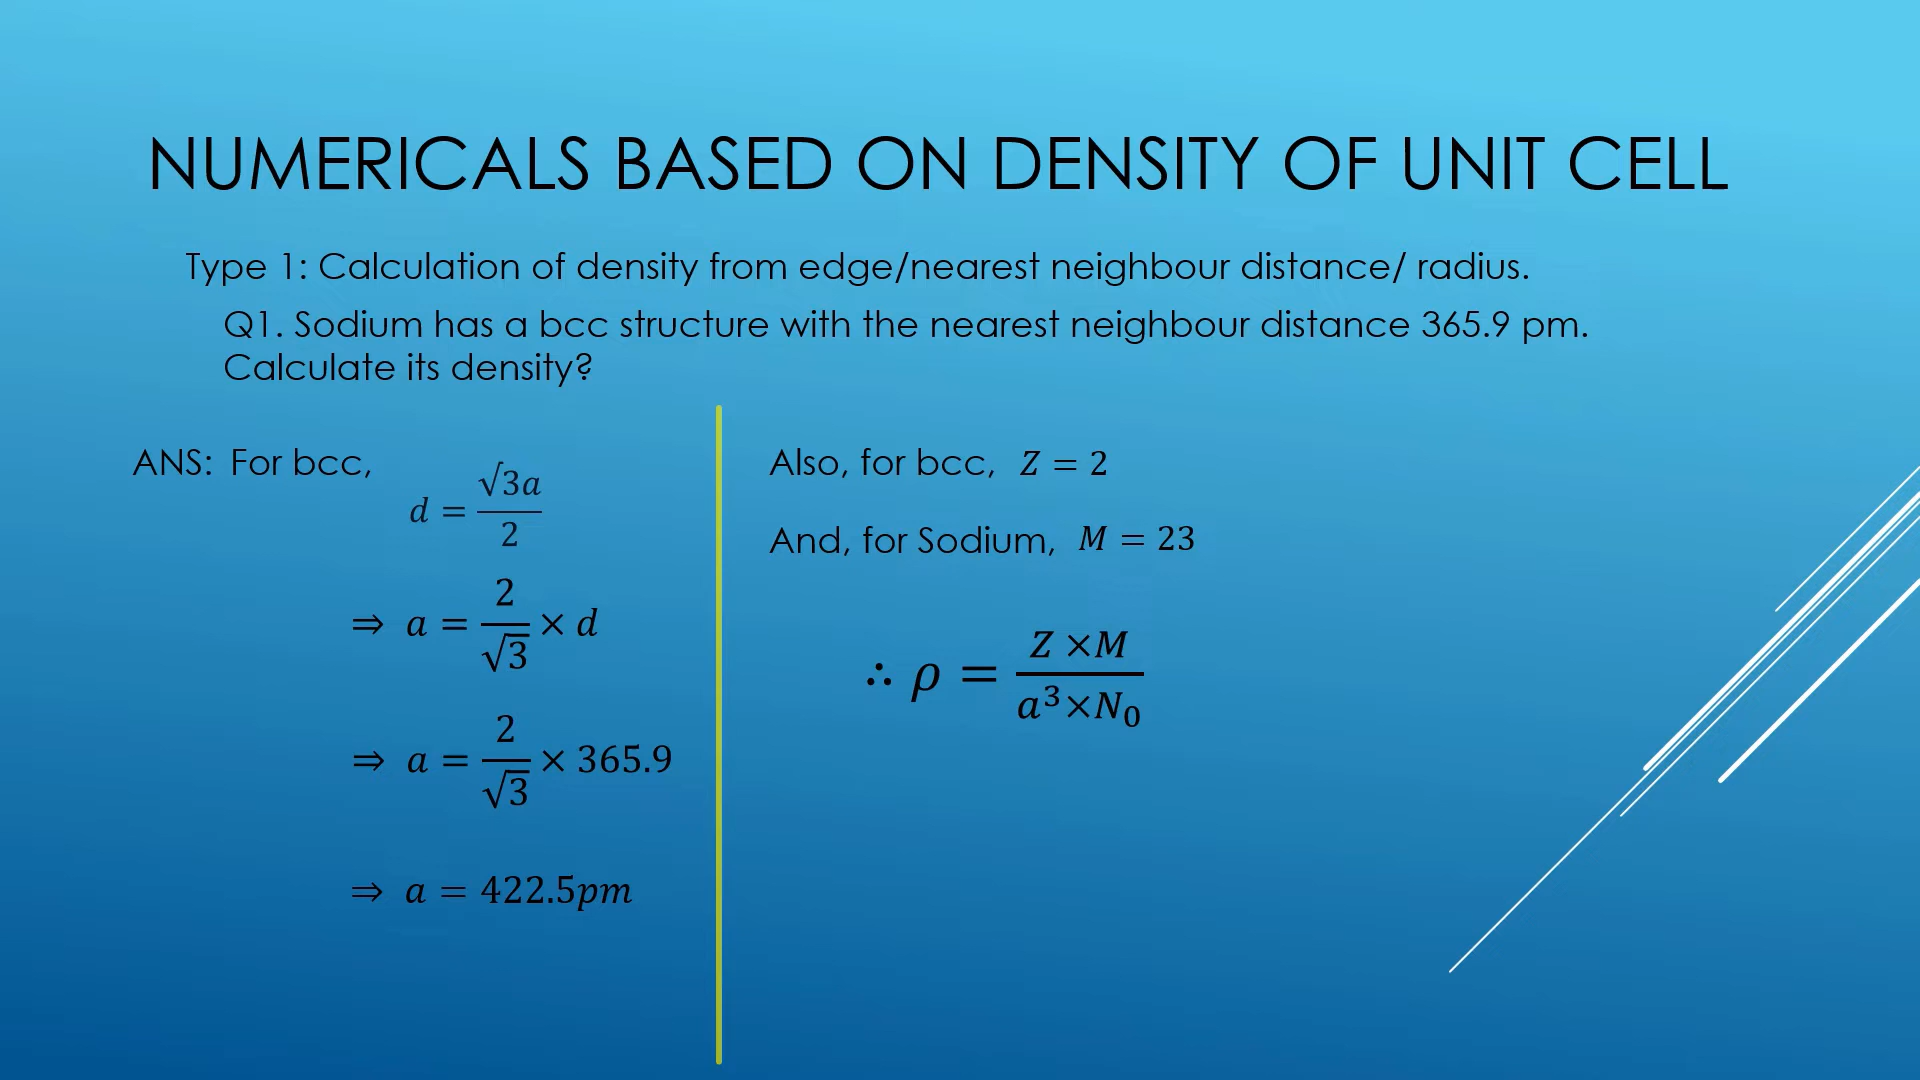 NUMERICALS BASED ON DENSITY OF UNIT CELL
Type 1: Calculation of density from edge/nearest neighbour distance/ radius.
Q1. Sodium has a bcc structure with the nearest neighbour distance 365.9 pm.
Calculate its density?
ANS: For bcc,
d = √3a / 2
⇒ a = 2/√3 × d
⇒ a = 2/√3 × 365.9
⇒ a = 422.5pm
Also, for bcc, Z = 2
And, for Sodium, M = 23
∴ ρ = Z ×M / a³×N₀